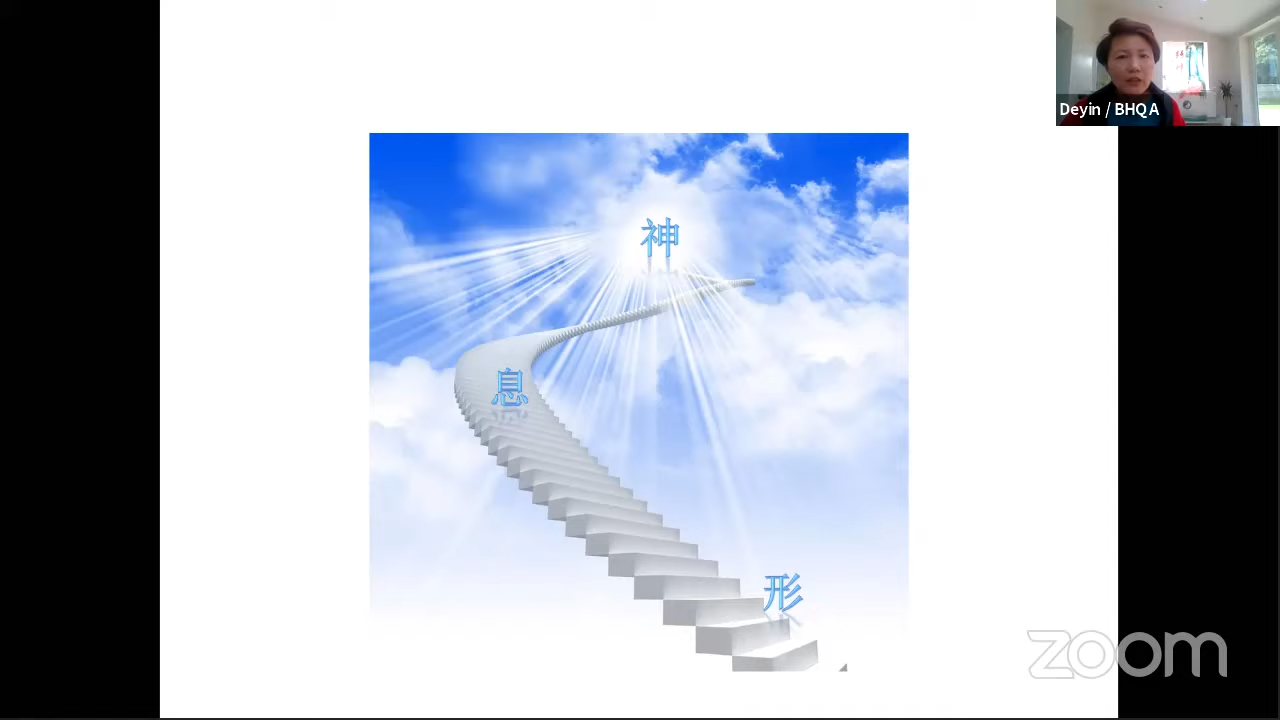 Deyin / BHQA
神
息
形
zoom